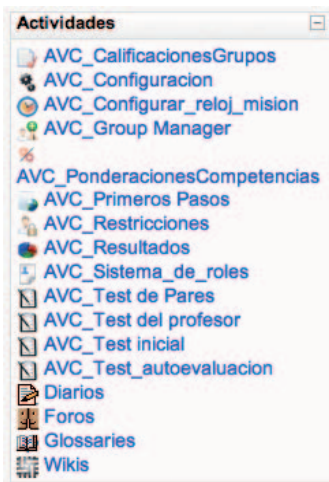 Actividades
AVC_CalificacionesGrupos
AVC_Configuracion
AVC_Configurar_reloj_mision
AVC_Group Manager
AVC_PonderacionesCompetencias
AVC_Primeros Pasos
AVC_Restricciones
AVC_Resultados
AVC_Sistema_de_roles
AVC_Test de Pares
AVC_Test del profesor
AVC_Test inicial
AVC_Test_autoevaluacion
Diarios
Foros
Glossaries
Wikis